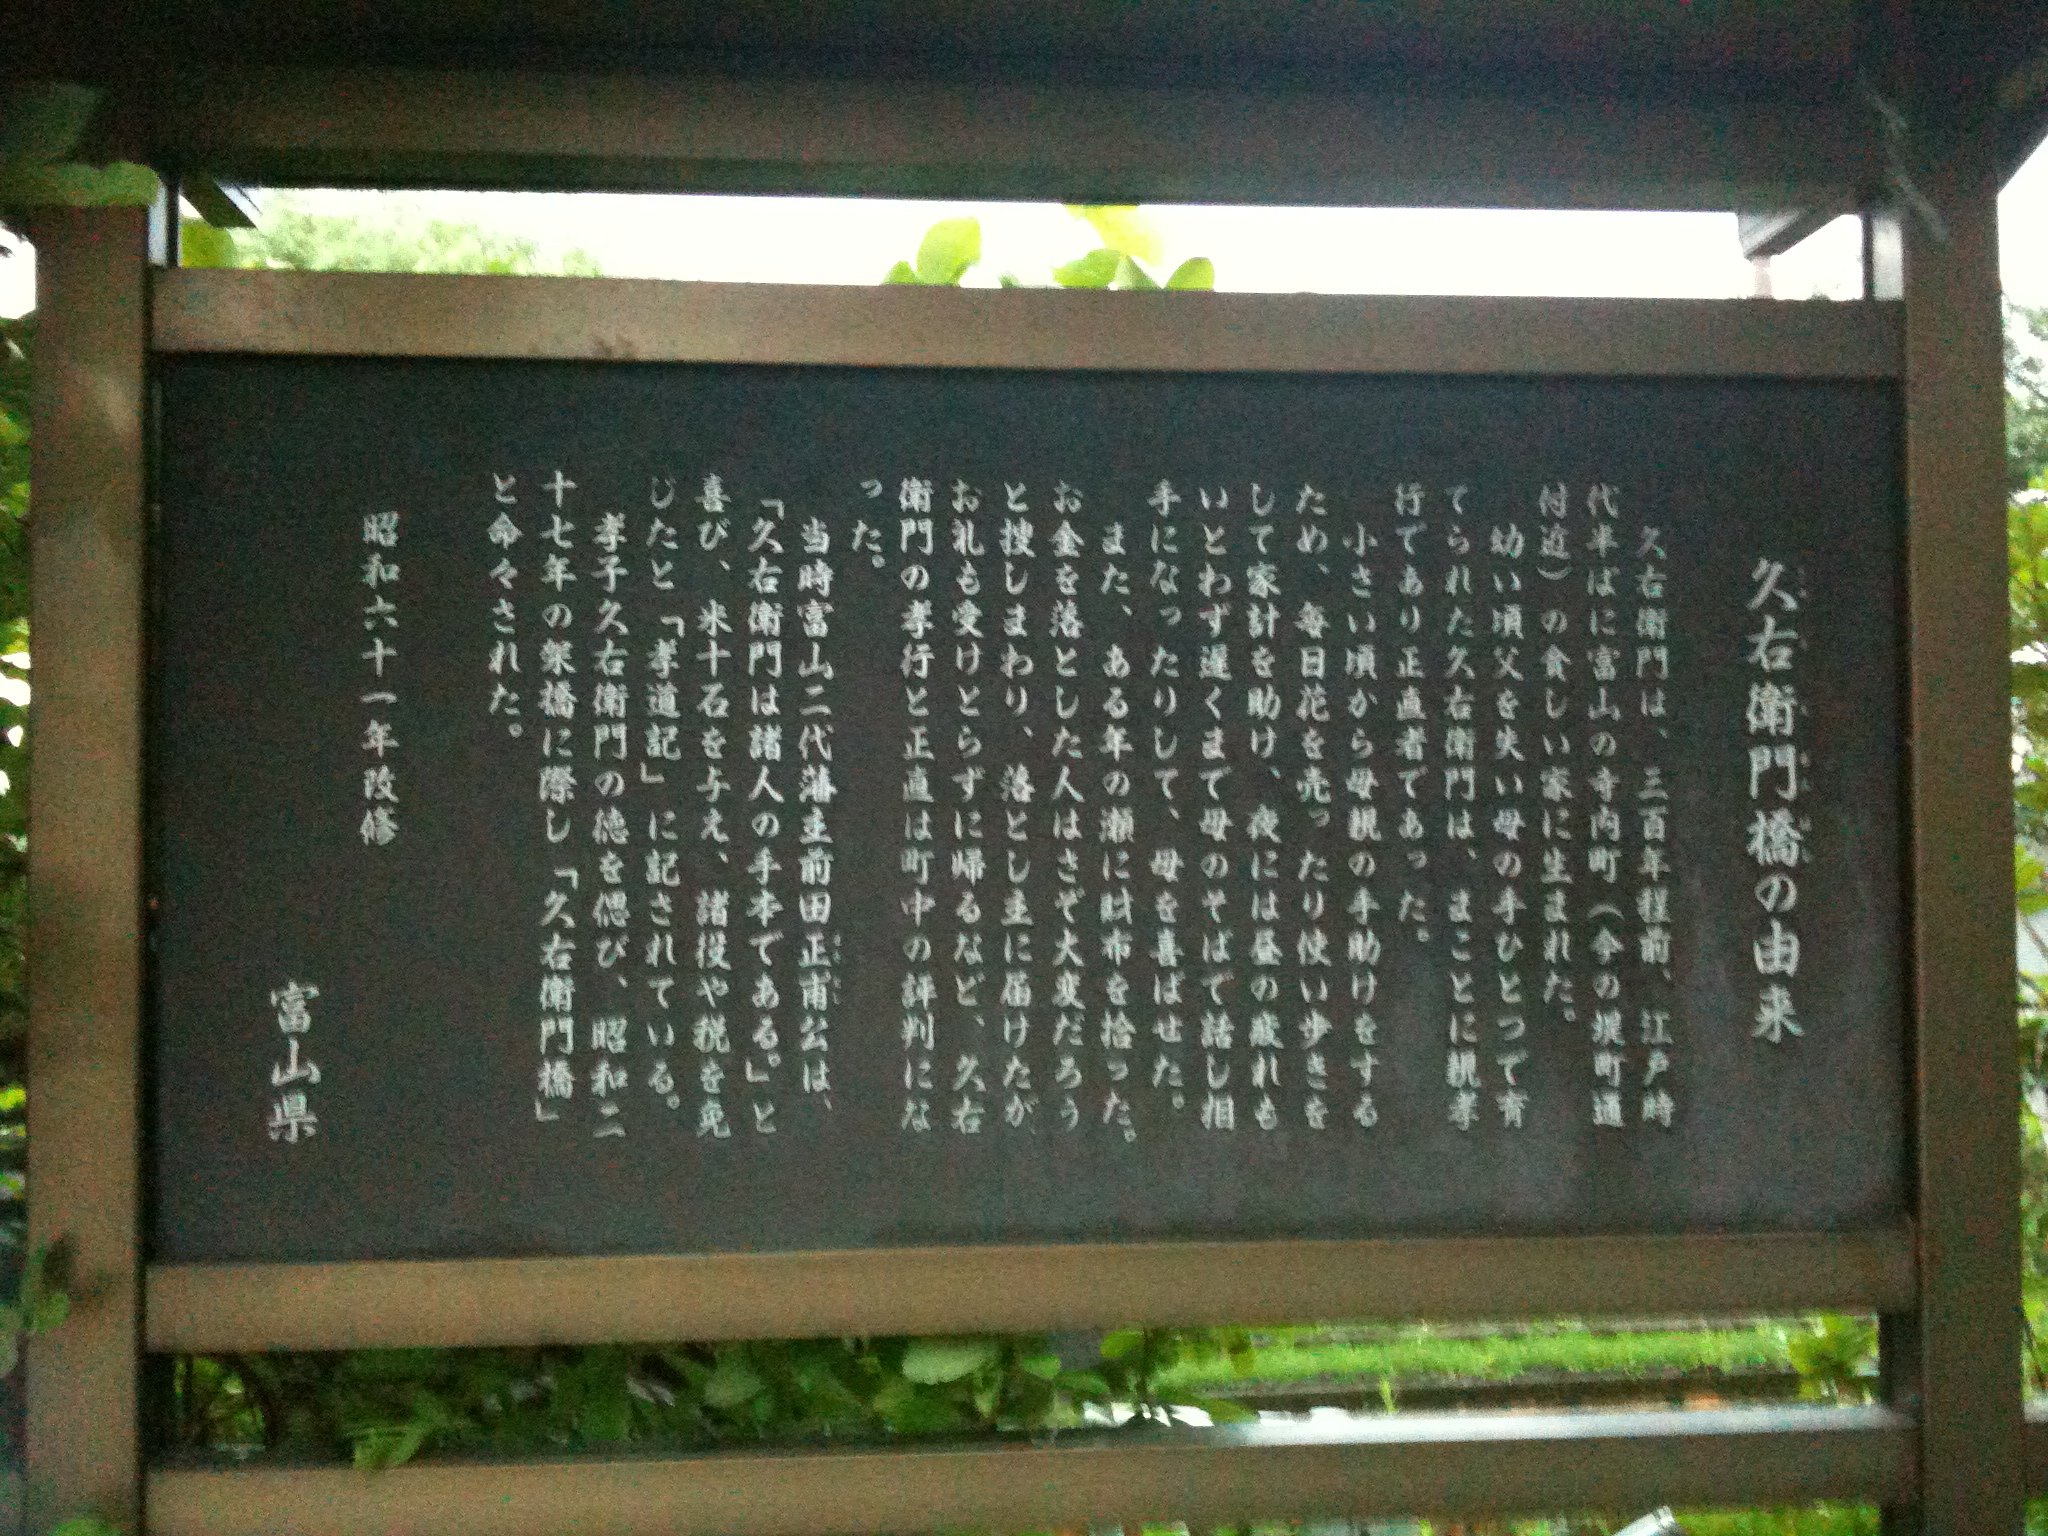 久右衛門橋の由来
久右衛門は、三百年程前、江戸時
代半ばに富山の寺内町（今の堤町通
付近）の貧しい家に生まれた。
幼い頃父を失い母の手ひとつで育
てられた久右衛門は、まことに親孝
行であり正直者であった。
小さい頃から母親の手助けをする
ため、毎日花を売ったり使い歩きを
して家計を助け、夜には昼の疲れも
いとわず遅くまで母のそばで話し相
手になったりして、母を喜ばせた。
また、ある年の瀬に財布を拾った。
お金を落とした人はさぞ大変だろう
と捜しまわり、落とし主に届けたが、
お礼も受けとらずに帰るなど、久右
衛門の孝行と正直は町中の評判にな
った。
当時富山二代藩主前田正甫公は、
「久右衛門は諸人の手本である。」と
喜び、米十石を与え、諸役や税を免
じたと「孝道記」に記されている。
孝子久右衛門の徳を偲び、昭和二
十七年の架橋に際し「久右衛門橋」
と命々された。
昭和六十一年改修
富山県